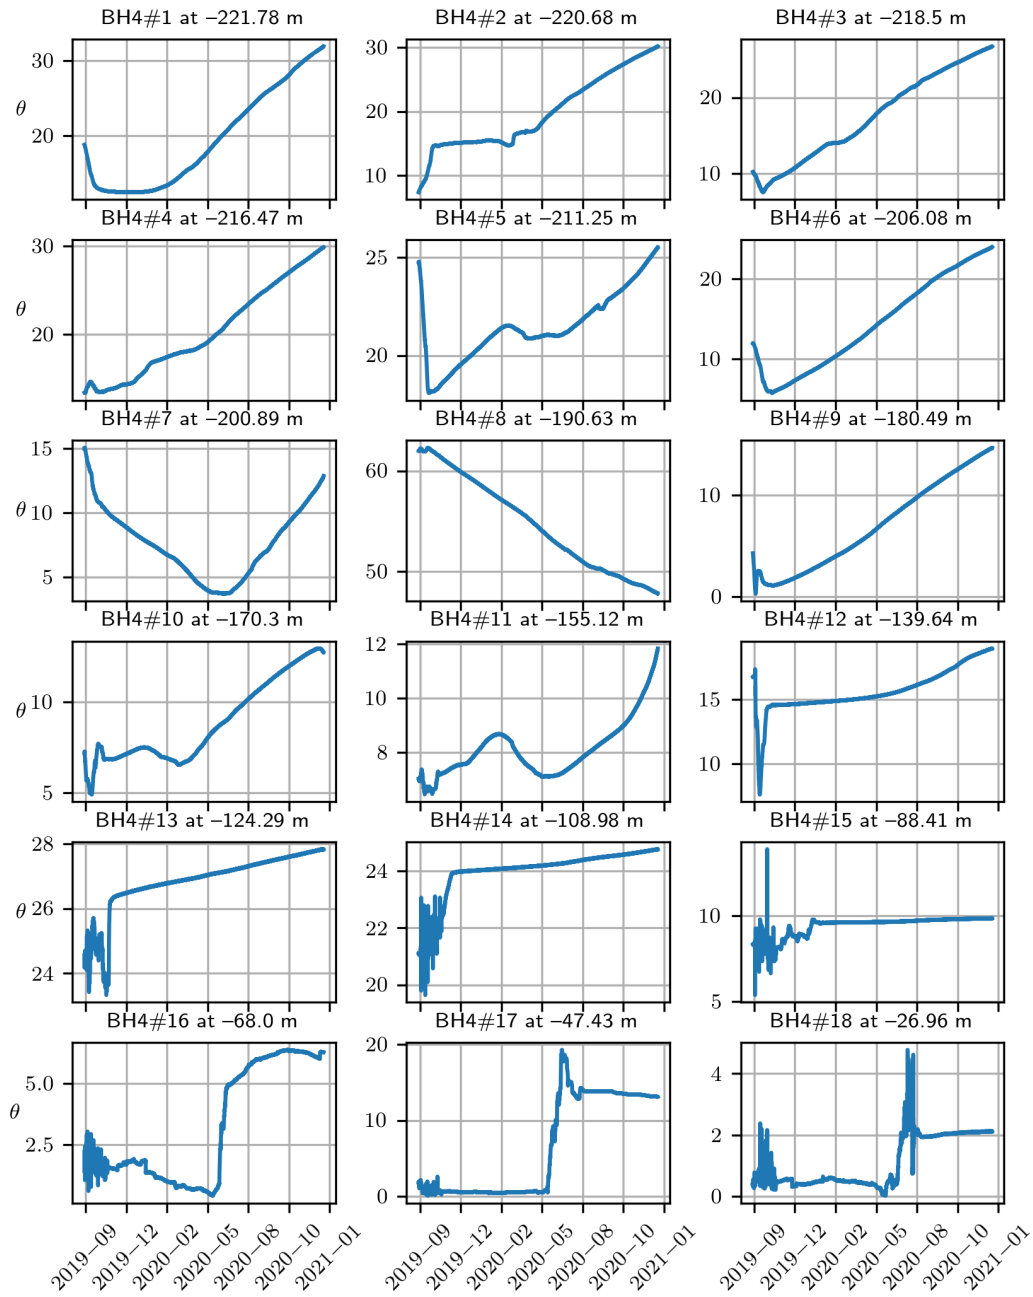 BH4#1 at −221.78 m BH4#2 at −220.68 m BH4#3 at −218.5 m
30 30
θ 20 20 20
10 10
BH4#4 at −216.47 m BH4#5 at −211.25 m BH4#6 at −206.08 m
30 25 20
θ 20 20 10
BH4#7 at −200.89 m BH4#8 at −190.63 m BH4#9 at −180.49 m
15 60
θ 10 10
5 50 0
BH4#10 at −170.3 m BH4#11 at −155.12 m BH4#12 at −139.64 m
12
θ 10 10 15
5 8 10
BH4#13 at −124.29 m BH4#14 at −108.98 m BH4#15 at −88.41 m
28 24
θ 26 22 10
24 20 5
BH4#16 at −68.0 m BH4#17 at −47.43 m BH4#18 at −26.96 m
20
θ 5.0 10 4
2.5 2
0 0
2019−09 2019−12 2020−02 2020−05 2020−08 2020−10 2021−01 2019−09 2019−12 2020−02 2020−05 2020−08 2020−10 2021−01 2019−09 2019−12 2020−02 2020−05 2020−08 2020−10 2021−01